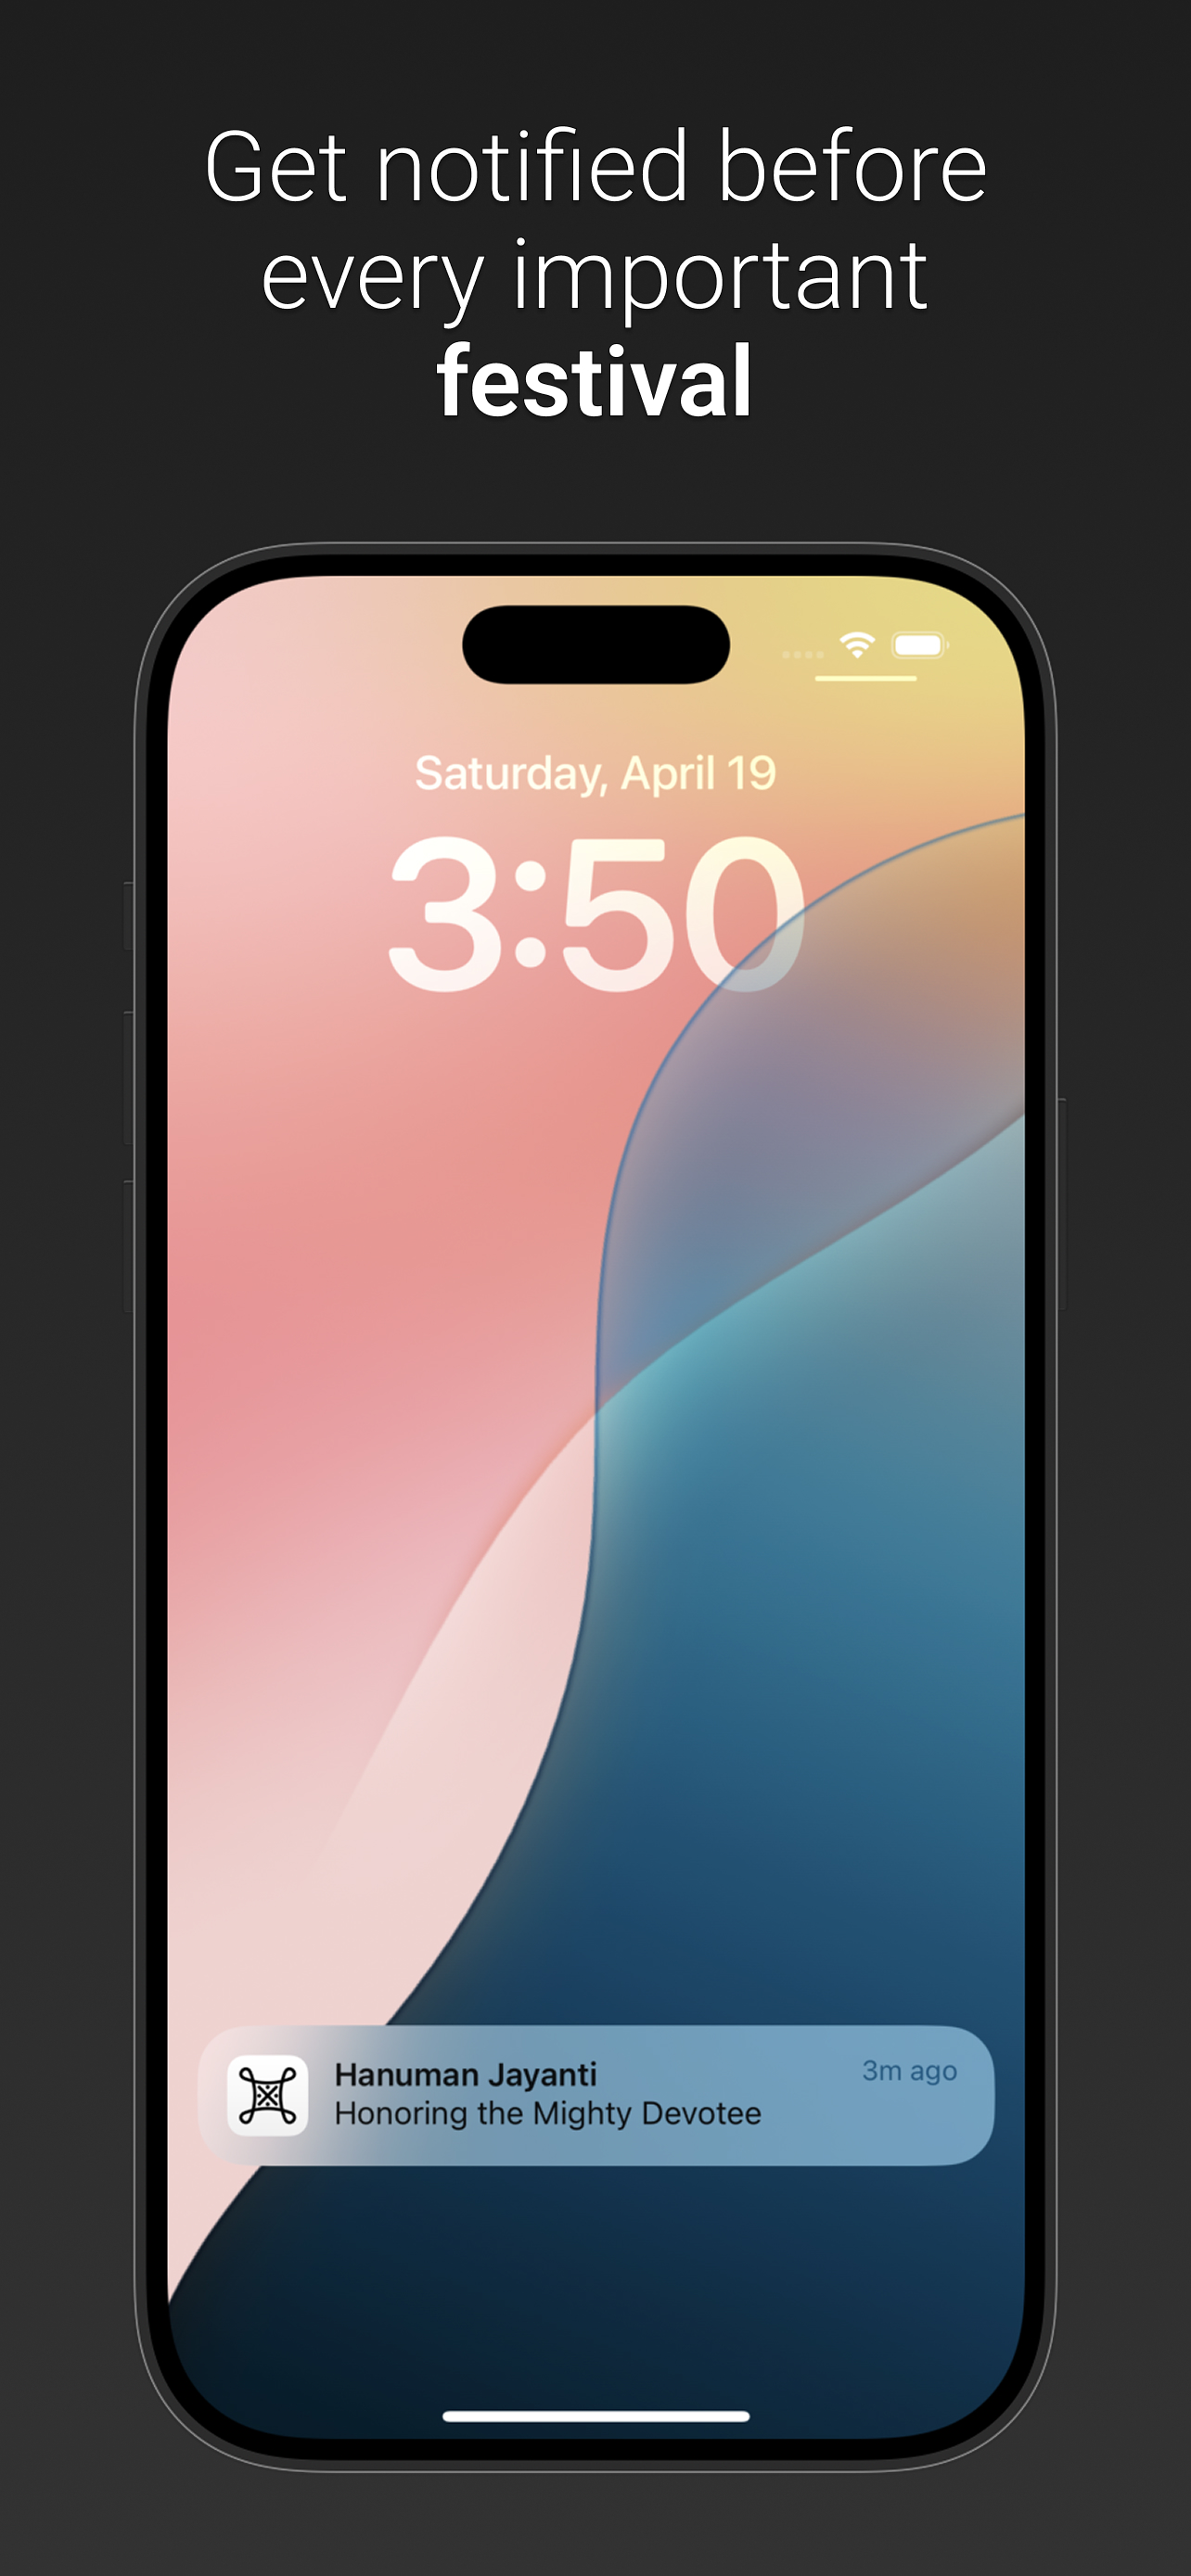 Get notified before
every important
festival
Saturday, April 19
3:50
Hanuman Jayanti
3m ago
Honoring the Mighty Devotee